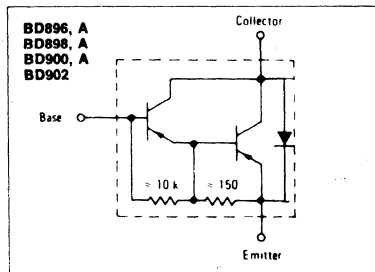 BD896, A
BD898, A
BD900, A
BD902
Collector
Base
≈ 10 k
≈ 150
Emitter